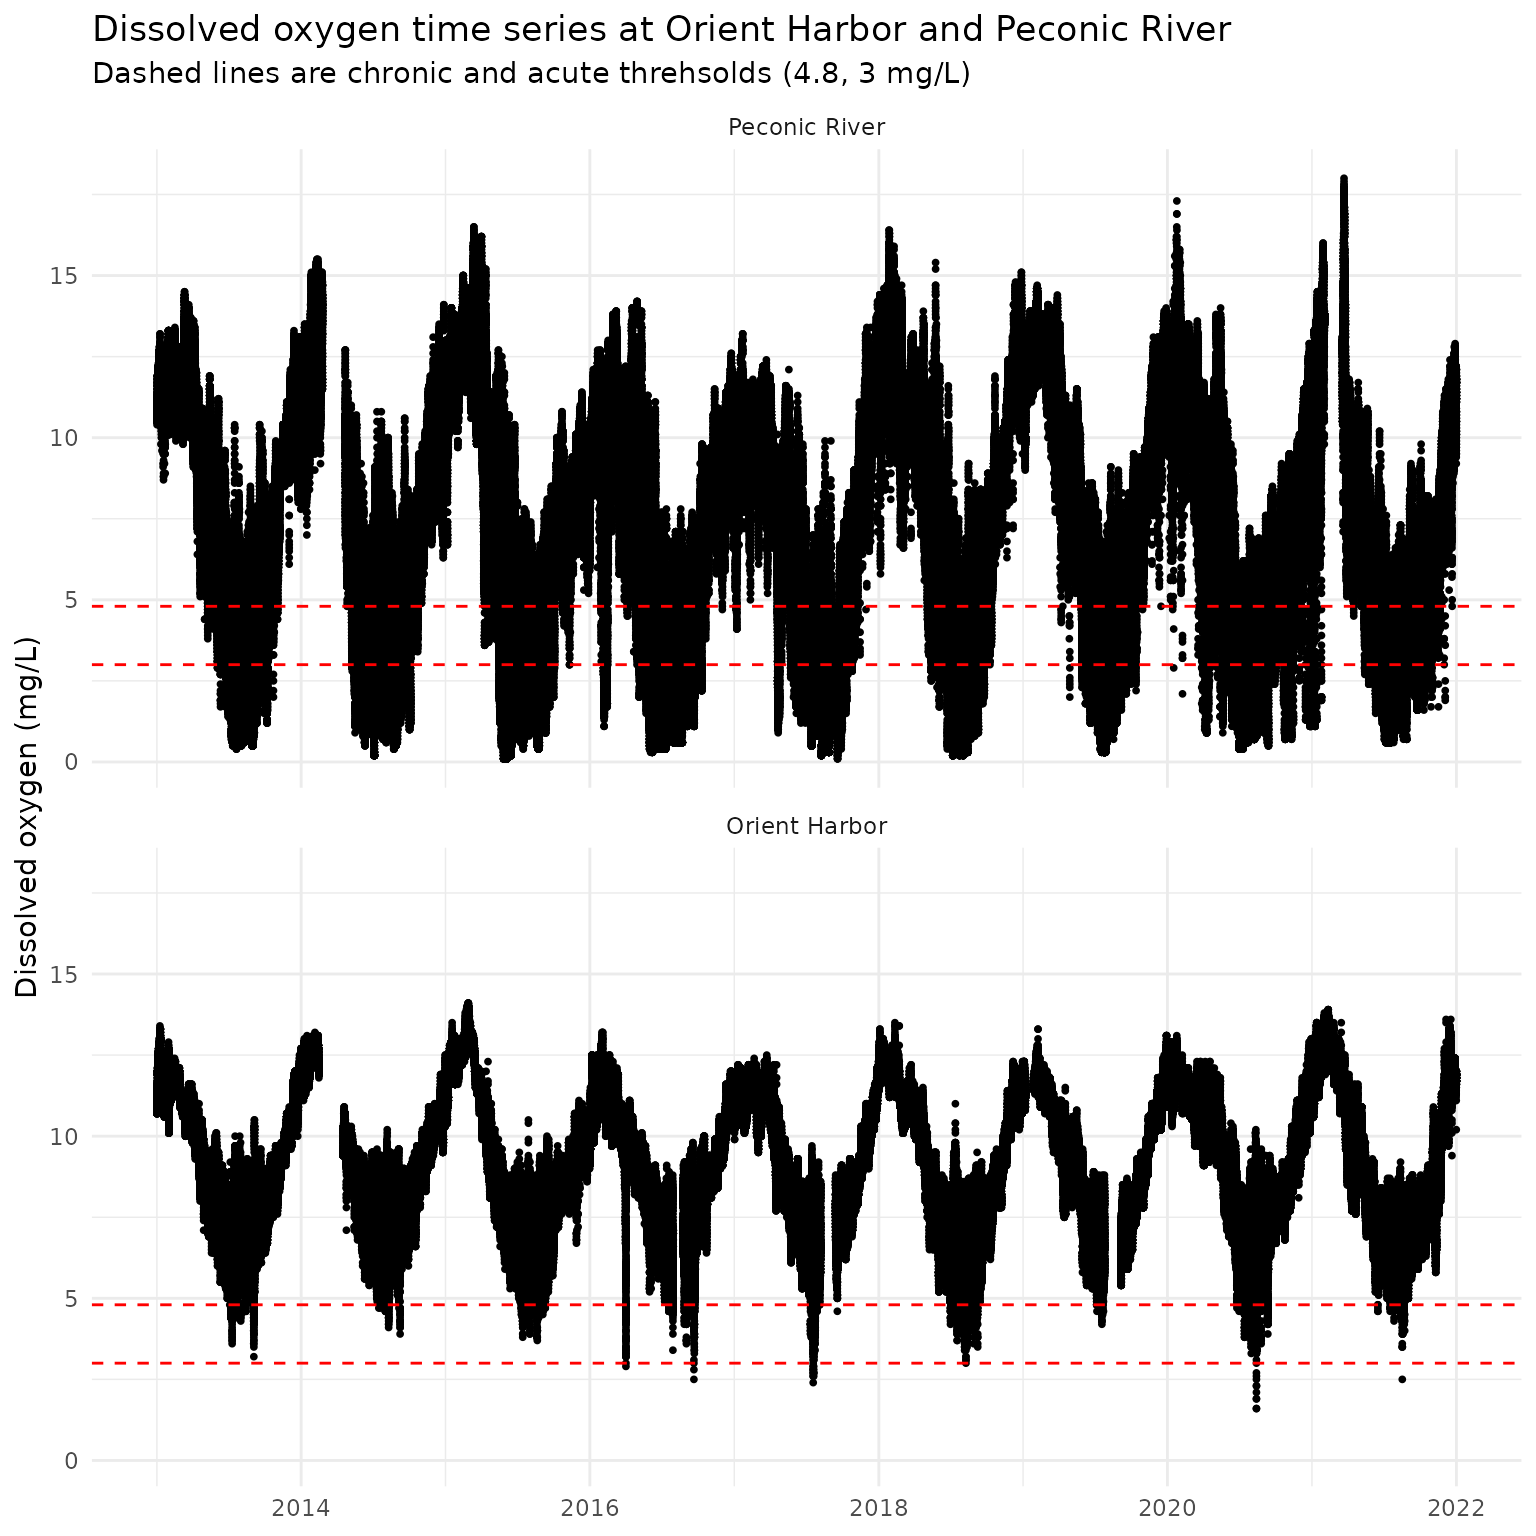 Dissolved oxygen time series at Orient Harbor and Peconic River
Dashed lines are chronic and acute threhsolds (4.8, 3 mg/L)
Peconic River
15
10
5
0
Dissolved oxygen (mg/L)
Orient Harbor
15
10
5
0
2014 2016 2018 2020 2022